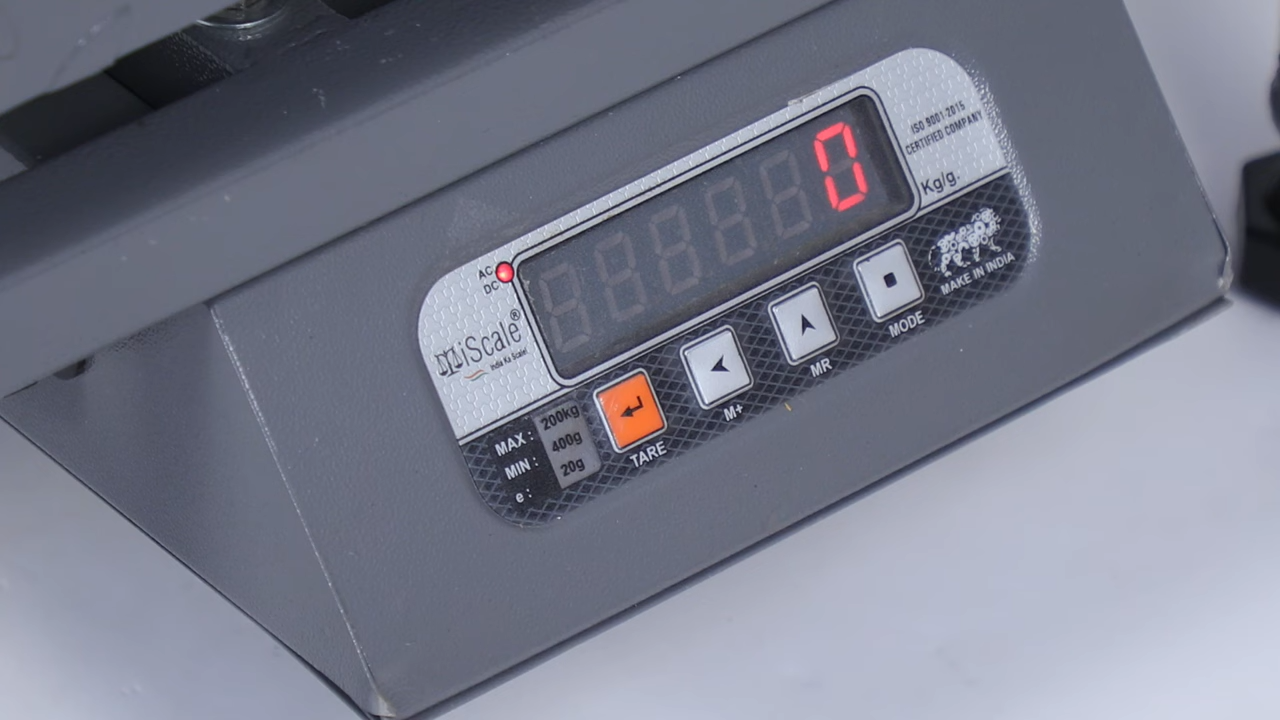 ISO 9001-2015
CERTIFIED COMPANY
0
Kg/g.
AC
DC
MiScale®
India Ka Scale!
MAKE IN INDIA
MODE
MR
M+
TARE
MAX : 200kg
MIN : 400g
e : 20g